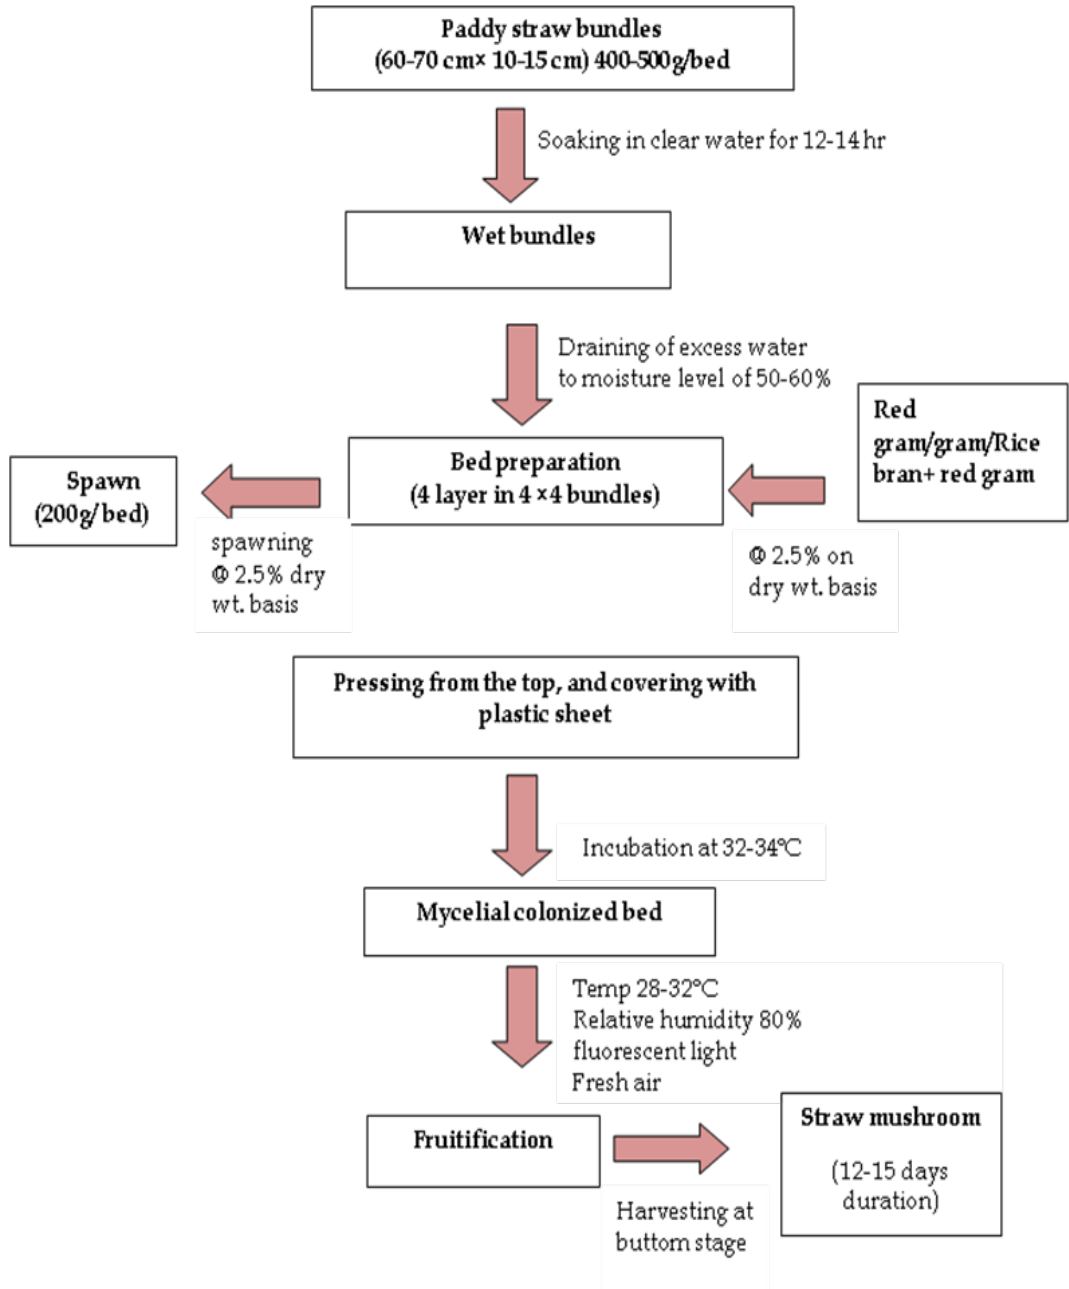 Paddy straw bundles
(60-70 cm× 10-15 cm) 400-500g/bed
Soaking in clear water for 12-14 hr
Wet bundles
Draining of excess water
to moisture level of 50-60%
Red
gram/gram/Rice
bran+ red gram
Bed preparation
(4 layer in 4 ×4 bundles)
Spawn
(200g/ bed)
spawning
@ 2.5% dry
wt. basis
@ 2.5% on
dry wt. basis
Pressing from the top, and covering with
plastic sheet
Incubation at 32-34°C
Mycelial colonized bed
Temp 28-32°C
Relative humidity 80%
fluorescent light
Fresh air
Fruitification
Straw mushroom
(12-15 days
duration)
Harvesting at
buttom stage